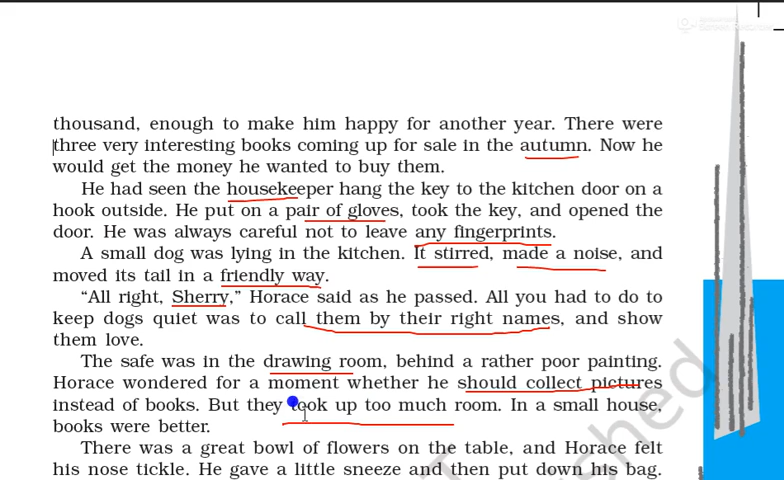 thousand, enough to make him happy for another year. There were
three very interesting books coming up for sale in the autumn. Now he
would get the money he wanted to buy them.
He had seen the housekeeper hang the key to the kitchen door on a
hook outside. He put on a pair of gloves, took the key, and opened the
door. He was always careful not to leave any fingerprints.
A small dog was lying in the kitchen. It stirred, made a noise, and
moved its tail in a friendly way.
“All right, Sherry,” Horace said as he passed. All you had to do to
keep dogs quiet was to call them by their right names, and show
them love.
The safe was in the drawing room, behind a rather poor painting.
Horace wondered for a moment whether he should collect pictures
instead of books. But they took up too much room. In a small house,
books were better.
There was a great bowl of flowers on the table, and Horace felt
his nose tickle. He gave a little sneeze and then put down his bag.